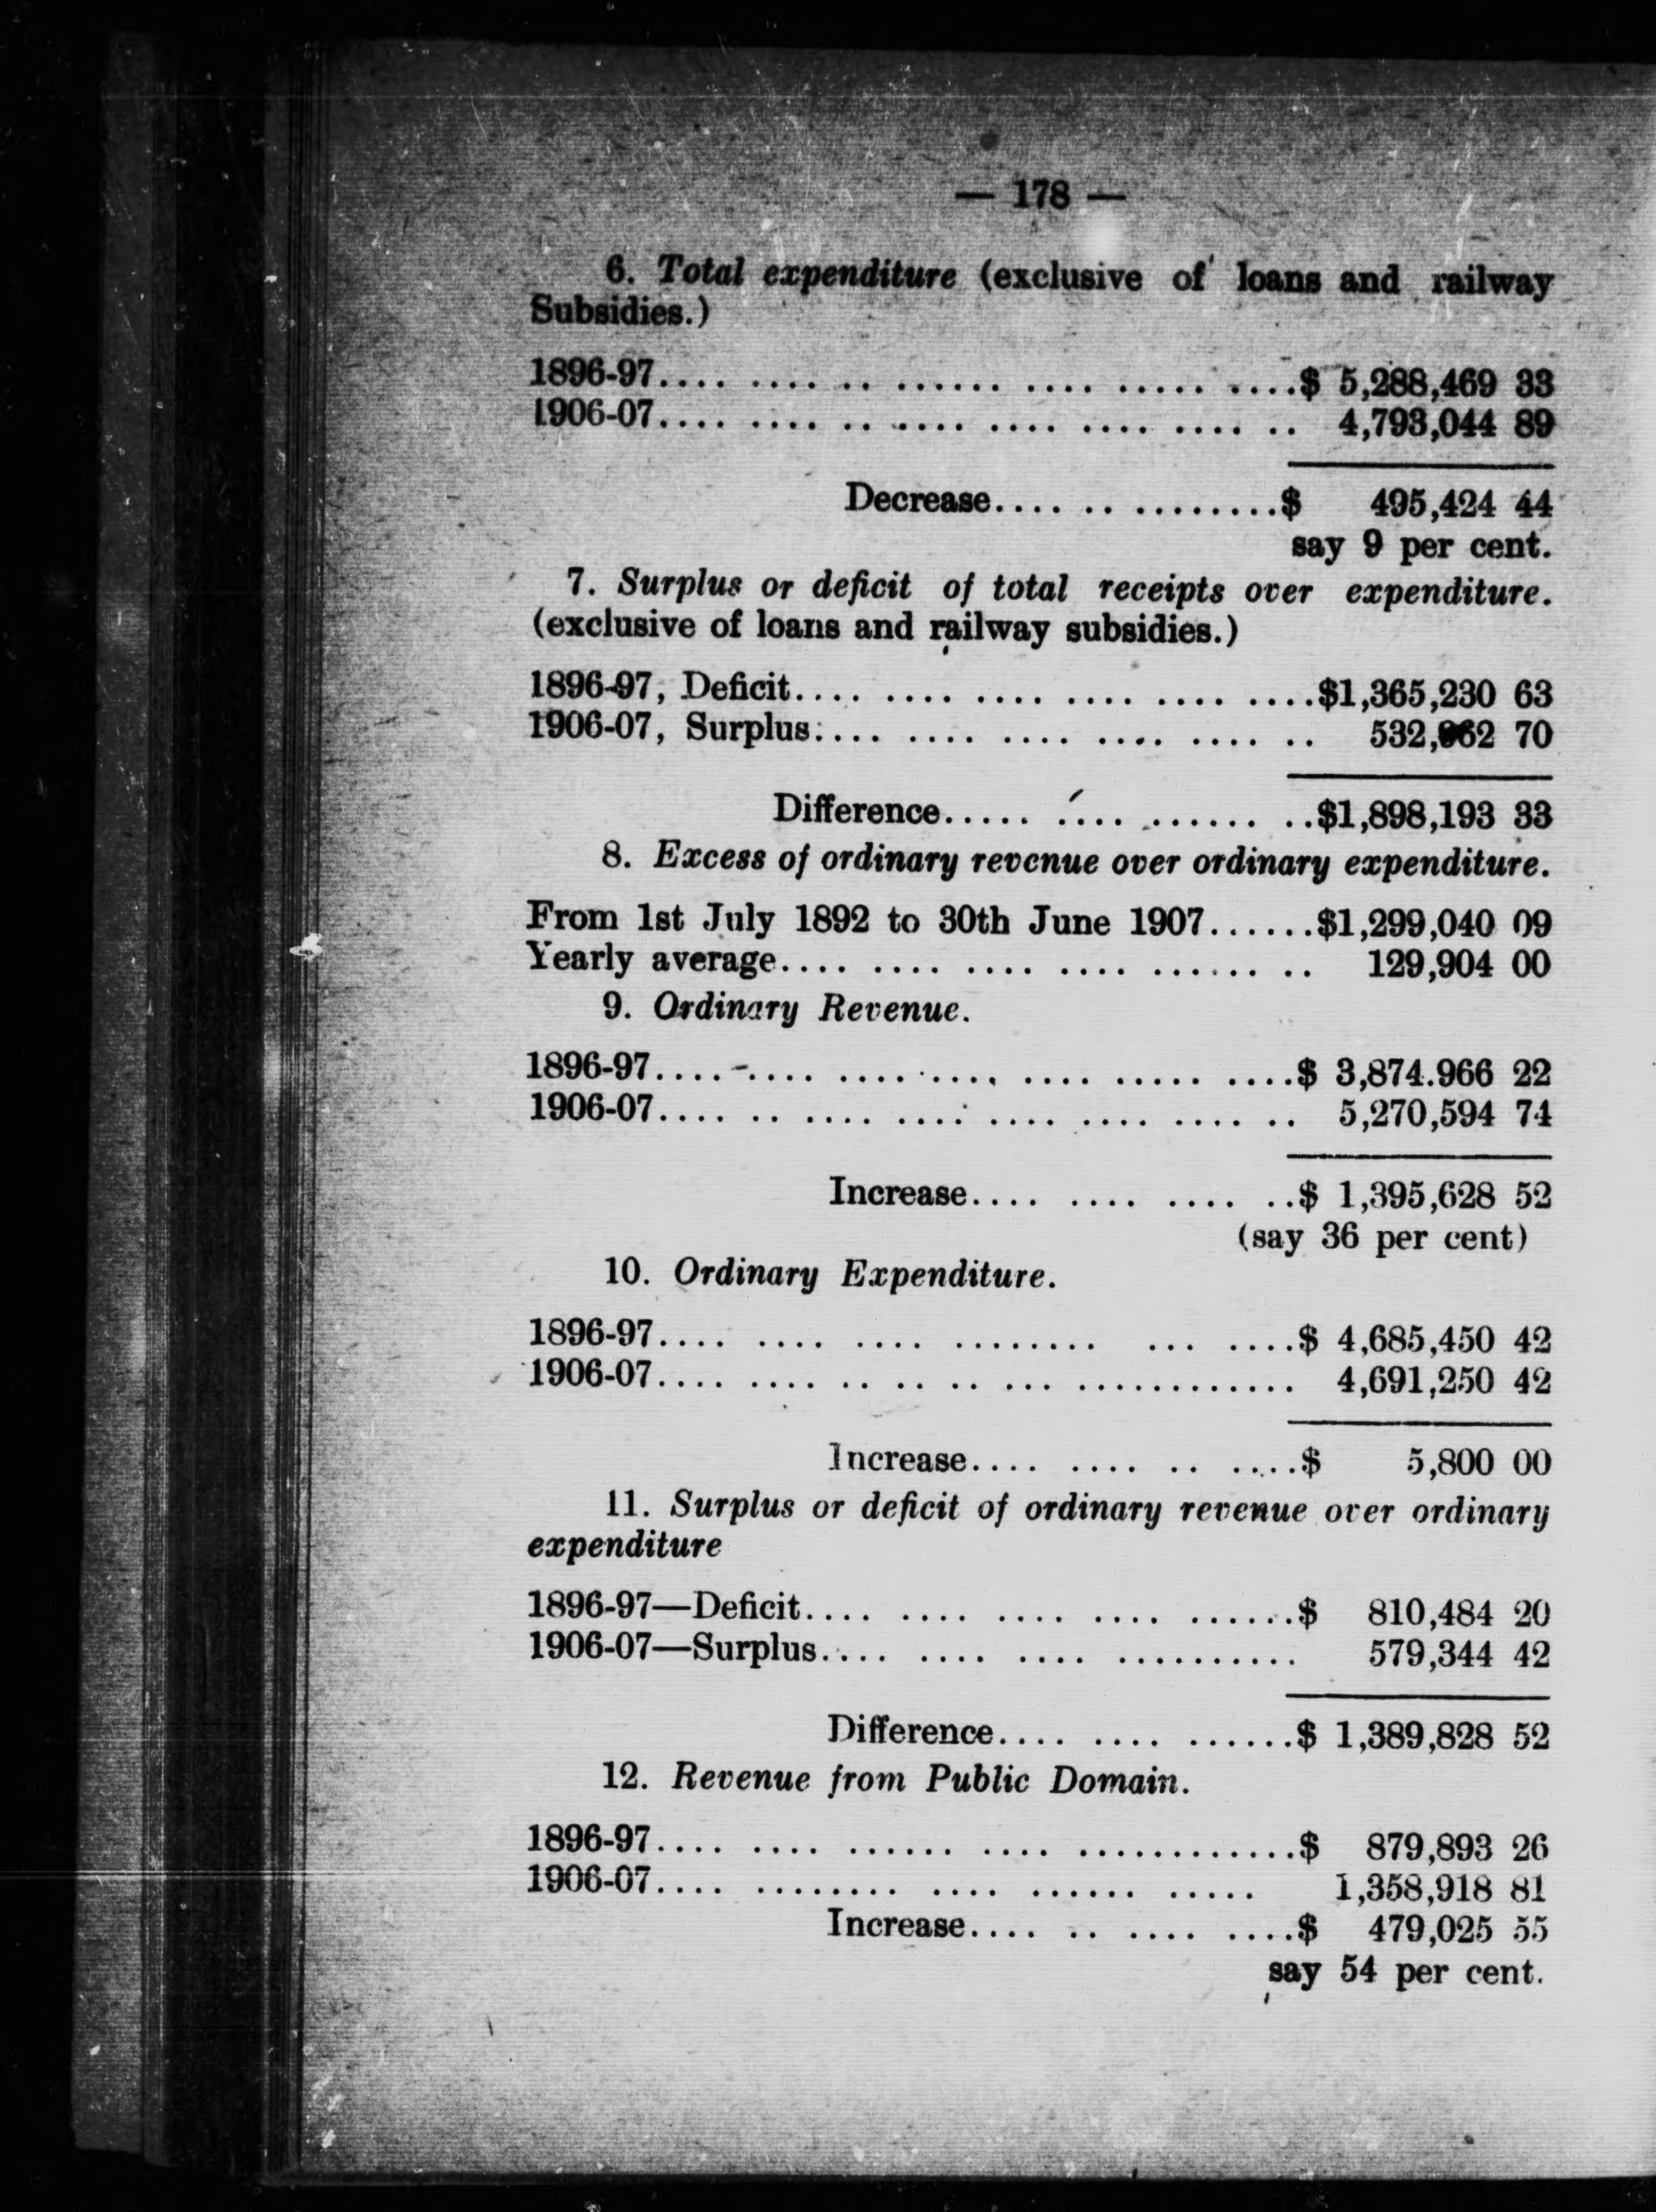 — 178 —
6. Total expenditure (exclusive of loans and railway
Subsidies.)
1896-97.... .... .. ...... .... ..... ....$ 5,288,469 33
1906-07.... .... .. .... .... .... .... .. 4,793,044 89
Decrease.... .. .........$ 495,424 44
say 9 per cent.
7. Surplus or deficit of total receipts over expenditure.
(exclusive of loans and railway subsidies.)
1896-97, Deficit.... .... .... .... .... ....$1,365,230 63
1906-07, Surplus.... .... .... .... .... .. 532,962 70
Difference..... .... ...... ..$1,898,193 33
8. Excess of ordinary revenue over ordinary expenditure.
From 1st July 1892 to 30th June 1907......$1,299,040 09
Yearly average.... .... .... .... ...... .. 129,904 00
9. Ordinary Revenue.
1896-97.... .... .... .... .... ..... ....$ 3,874.966 22
1906-07.... .. .... .... .... .... .... .. 5,270,594 74
Increase.... .... .... ..$ 1,395,628 52
(say 36 per cent)
10. Ordinary Expenditure.
1896-97.... .... .... ........ ... ....$ 4,685,450 42
1906-07.... .... .. .. .. ... ............. 4,691,250 42
Increase.... .... .. ....$ 5,800 00
11. Surplus or deficit of ordinary revenue over ordinary
expenditure
1896-97—Deficit.... .... .... .... ......$ 810,484 20
1906-07—Surplus.... .... .... ........... 579,344 42
Difference.... .... ......$ 1,389,828 52
12. Revenue from Public Domain.
1896-97.... .... ...... .... .............$ 879,893 26
1906-07.... ........ .... ...... ..... 1,358,918 81
Increase.... .. .... ....$ 479,025 55
say 54 per cent.